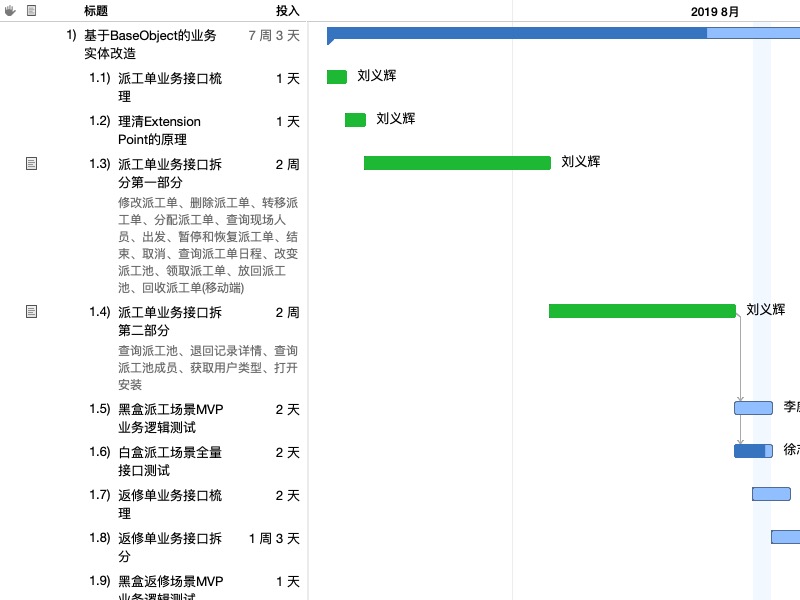 标题 投入 2019 8月
1) 基于BaseObject的业务 7 周 3 天
实体改造
1.1) 派工单业务接口梳 1 天 刘义辉
理
1.2) 理清Extension 1 天 刘义辉
Point的原理
1.3) 派工单业务接口拆 2 周 刘义辉
分第一部分
修改派工单、删除派工单、转移派
工单、分配派工单、查询现场人
员、出发、暂停和恢复派工单、结
束、取消、查询派工单日程、改变
派工池、领取派工单、放回派工
池、回收派工单(移动端)
1.4) 派工单业务接口拆 2 周 刘义辉
第二部分
查询派工池、退回记录详情、查询
派工池成员、获取用户类型、打开
安装
1.5) 黑盒派工场景MVP 2 天 李
业务逻辑测试
1.6) 白盒派工场景全量 2 天 徐
接口测试
1.7) 返修单业务接口梳 2 天
理
1.8) 返修单业务接口拆 1 周 3 天
分
1.9) 黑盒返修场景MVP 1 天
业务逻辑测试